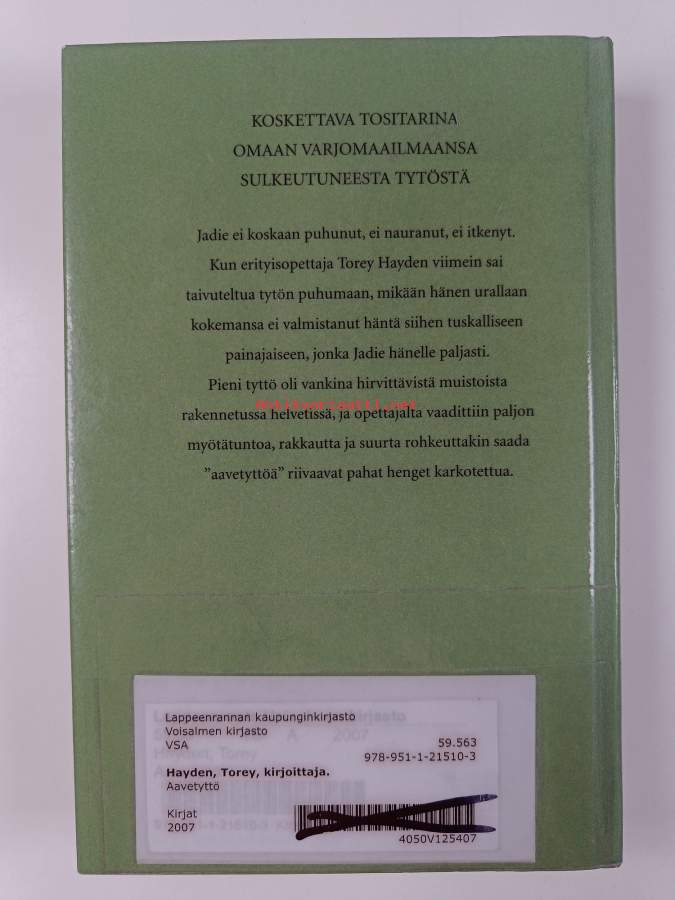 KOSKETTAVA TOSITARINA
OMAAN VARJOMAAILMAANSA
SULKEUTUNEESTA TYTÖSTÄ
Jadie ei koskaan puhunut, ei nauranut, ei itkenyt.
Kun erityisopettaja Torey Hayden viimein sai
taivuteltua tytön puhumaan, mikään hänen urallaan
kokemansa ei valmistanut häntä siihen tuskalliseen
painajaiseen, jonka Jadie hänelle paljasti.
Pieni tyttö oli vankina hirvittävistä muistoista
Antikvariaatti.net
rakennetussa helvetissä, ja opettajalta vaadittiin paljon
myötätuntoa, rakkautta ja suurta rohkeuttakin saada
”aavetyttöä” riivaavat pahat henget karkotettua.
Lappeenrannan kaupunginkirjasto
Voisalmen kirjasto
VSA 59.563
978-951-1-21510-3
Hayden, Torey, kirjoittaja.
Aavetyttö
Kirjat
2007
4050V125407